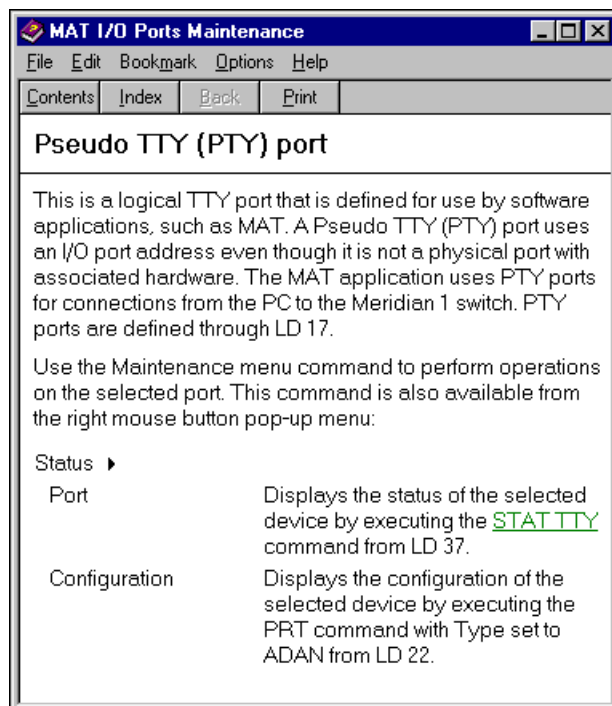 MAT I/O Ports Maintenance
File Edit Bookmark Options Help
Contents Index Back Print
Pseudo TTY (PTY) port
This is a logical TTY port that is defined for use by software
applications, such as MAT. A Pseudo TTY (PTY) port uses
an I/O port address even though it is not a physical port with
associated hardware. The MAT application uses PTY ports
for connections from the PC to the Meridian 1 switch. PTY
ports are defined through LD 17.
Use the Maintenance menu command to perform operations
on the selected port. This command is also available from
the right mouse button pop-up menu:
Status
Port Displays the status of the selected
device by executing the STAT TTY
command from LD 37.
Configuration Displays the configuration of the
selected device by executing the
PRT command with Type set to
ADAN from LD 22.